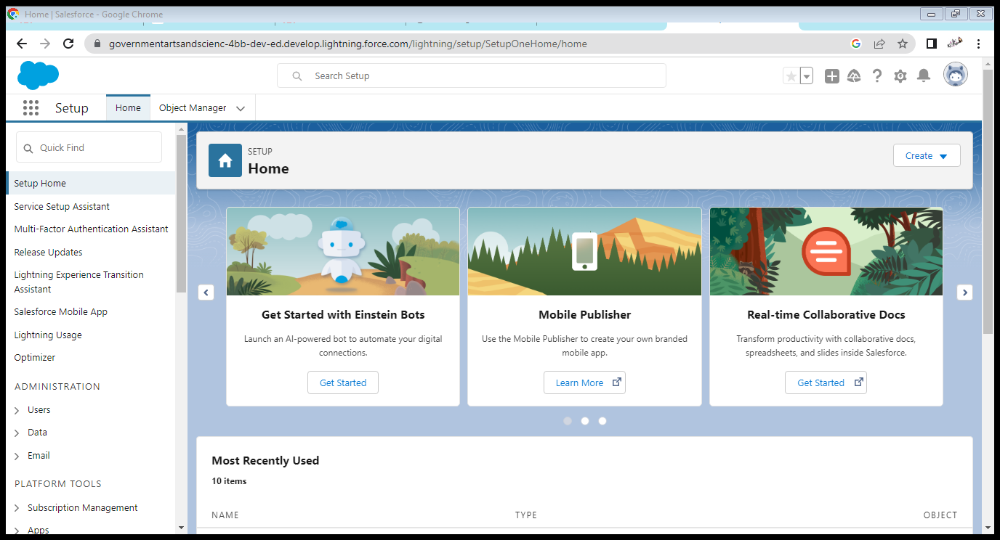 Home | Salesforce - Google Chrome
governmentartsandscienc-4bb-dev-ed.develop.lightning.force.com/lightning/setup/SetupOneHome/home
Search Setup
Setup
Home
Object Manager
Quick Find
Setup Home
Service Setup Assistant
Multi-Factor Authentication Assistant
Release Updates
Lightning Experience Transition
Assistant
Salesforce Mobile App
Lightning Usage
Optimizer
ADMINISTRATION
Users
Data
Email
PLATFORM TOOLS
Subscription Management
Apps
SETUP
Home
Create
Get Started with Einstein Bots
Launch an AI-powered bot to automate your digital
connections.
Get Started
Mobile Publisher
Use the Mobile Publisher to create your own branded
mobile app.
Learn More
Real-time Collaborative Docs
Transform productivity with collaborative docs,
spreadsheets, and slides inside Salesforce.
Get Started
Most Recently Used
10 items
NAME
TYPE
OBJECT